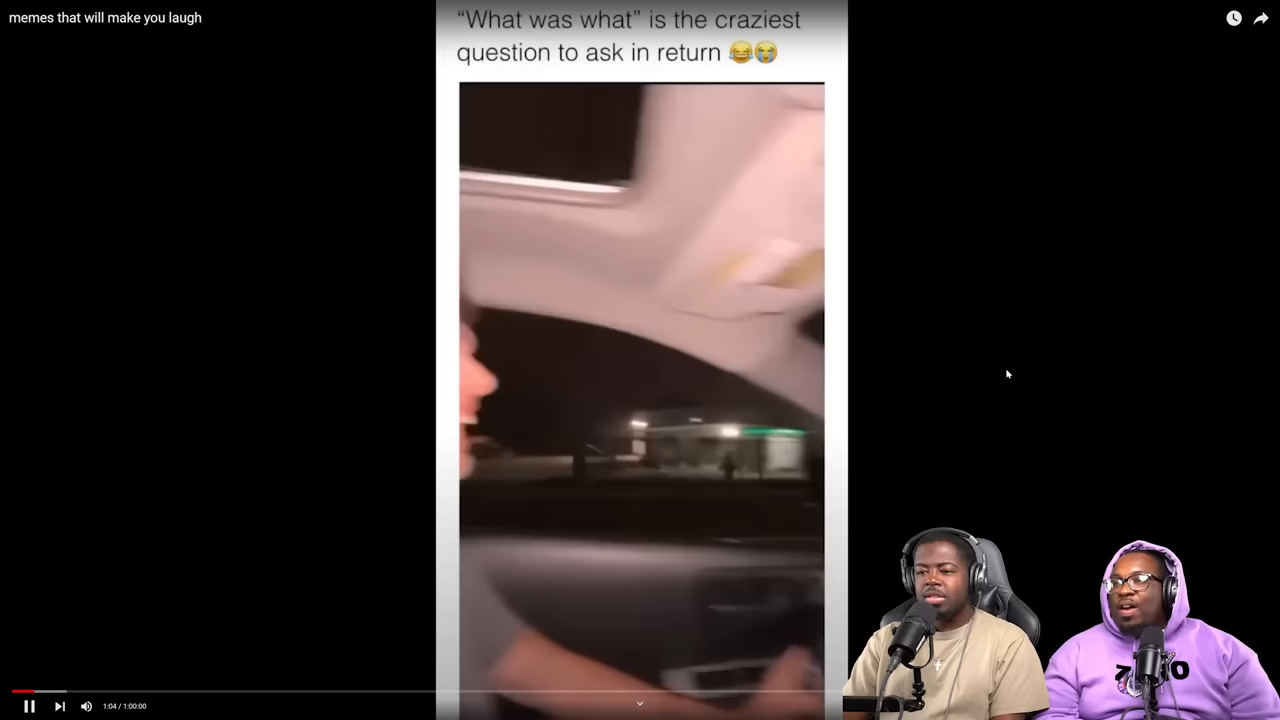 memes that will make you laugh
“What was what” is the craziest
question to ask in return 😂😭
1:04 / 1:00:00